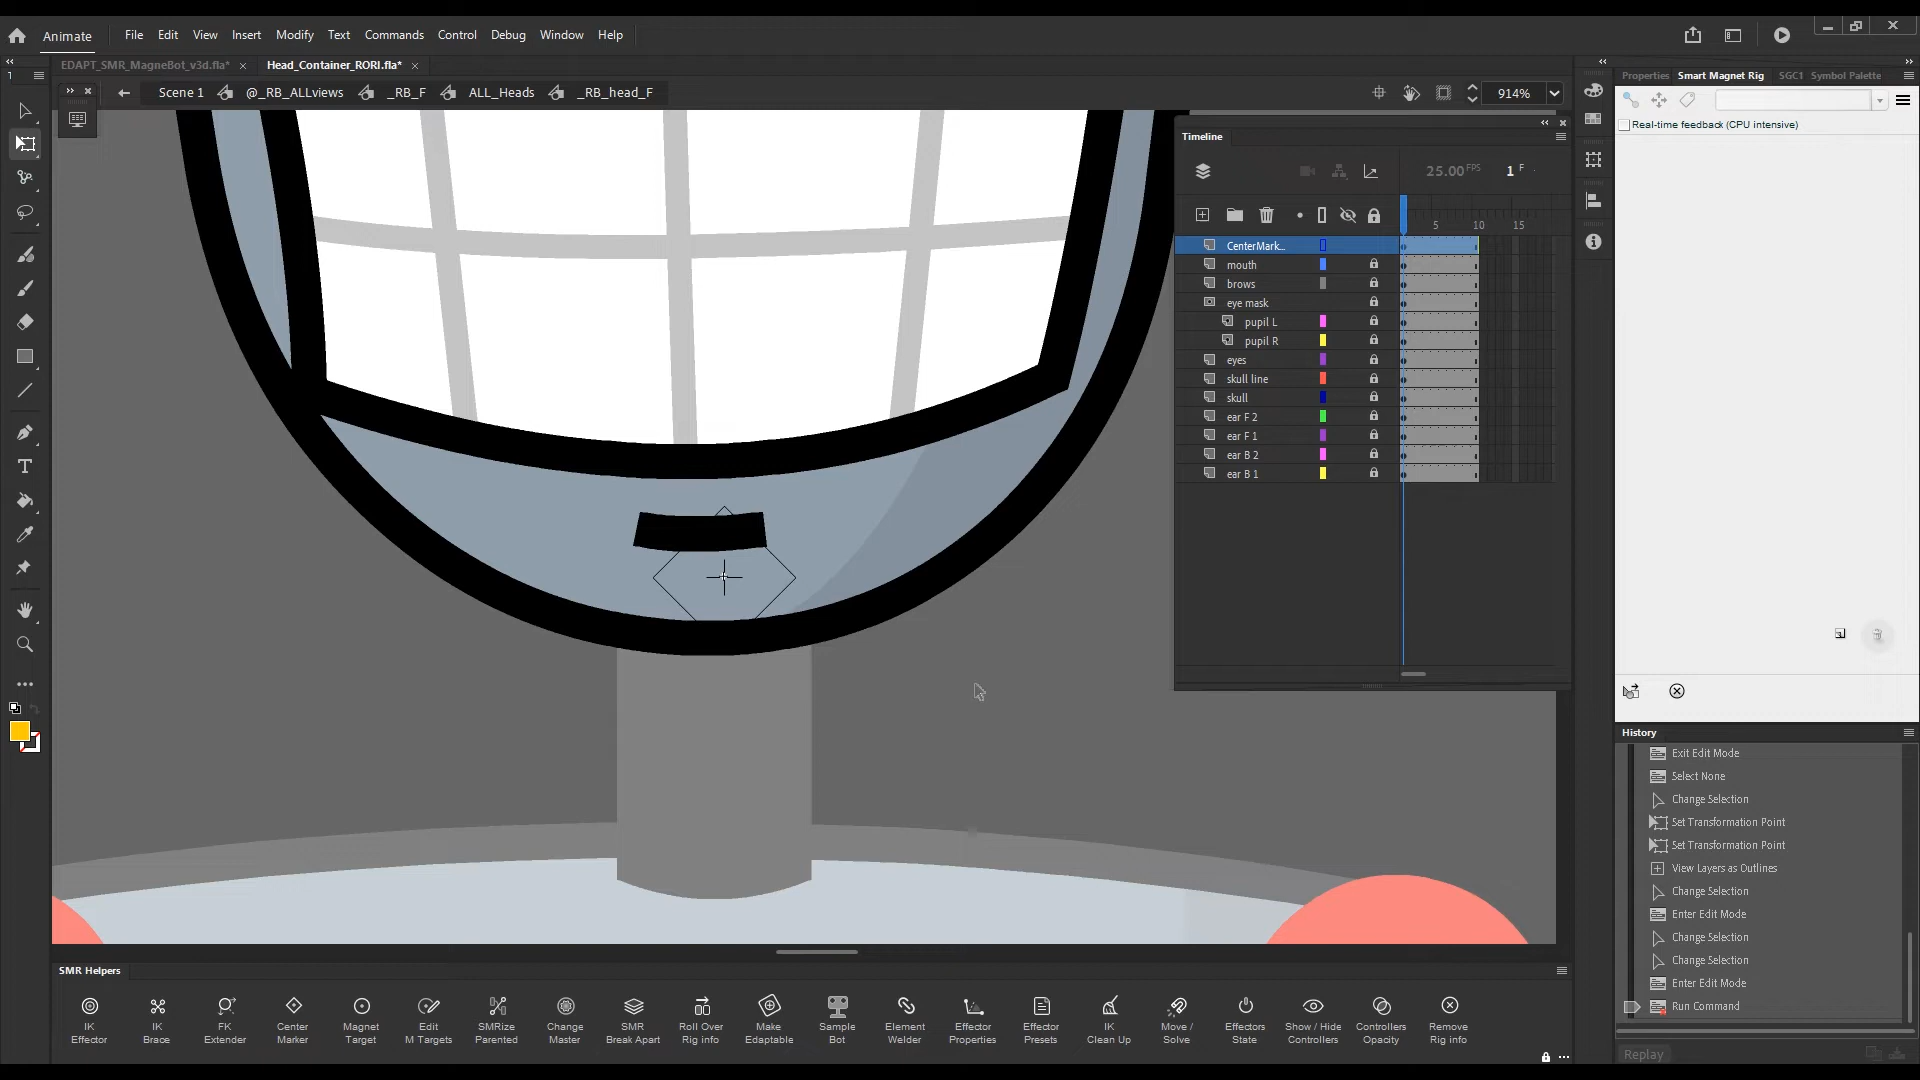 Animate File Edit View Insert Modify Text Commands Control Debug Window Help
EDAPT_SMR_MagneBot_v3d.fla* Head_Container_RORI.fla*
Scene 1 @_RB_ALLviews _RB_F ALL_Heads _RB_head_F 914%
Timeline
25.00 FPS 1 F
5 10 15
CenterMark...
mouth
brows
eye mask
pupil L
pupil R
eyes
skull line
skull
ear F 2
ear F 1
ear B 2
ear B 1
Properties Smart Magnet Rig SGC1 Symbol Palette
Real-time feedback (CPU intensive)
History
Exit Edit Mode
Select None
Change Selection
Set Transformation Point
Set Transformation Point
View Layers as Outlines
Change Selection
Enter Edit Mode
Change Selection
Change Selection
Enter Edit Mode
Run Command
Replay
SMR Helpers
IK Effector
IK Brace
FK Extender
Center Marker
Magnet Target
Edit M Targets
SMRize Parented
Change Master
SMR Break Apart
Roll Over Rig info
Make Edaptable
Sample Bot
Element Welder
Effector Properties
Effector Presets
IK Clean Up
Move / Solve
Effectors State
Show / Hide Controllers
Controllers Opacity
Remove Rig info